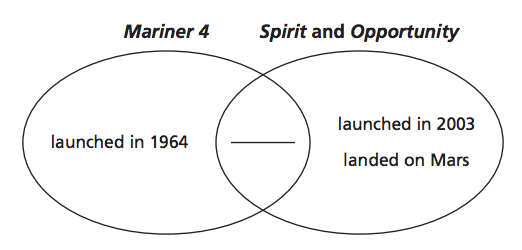 Mariner 4
Spirit and Opportunity
launched in 1964
launched in 2003
landed on Mars